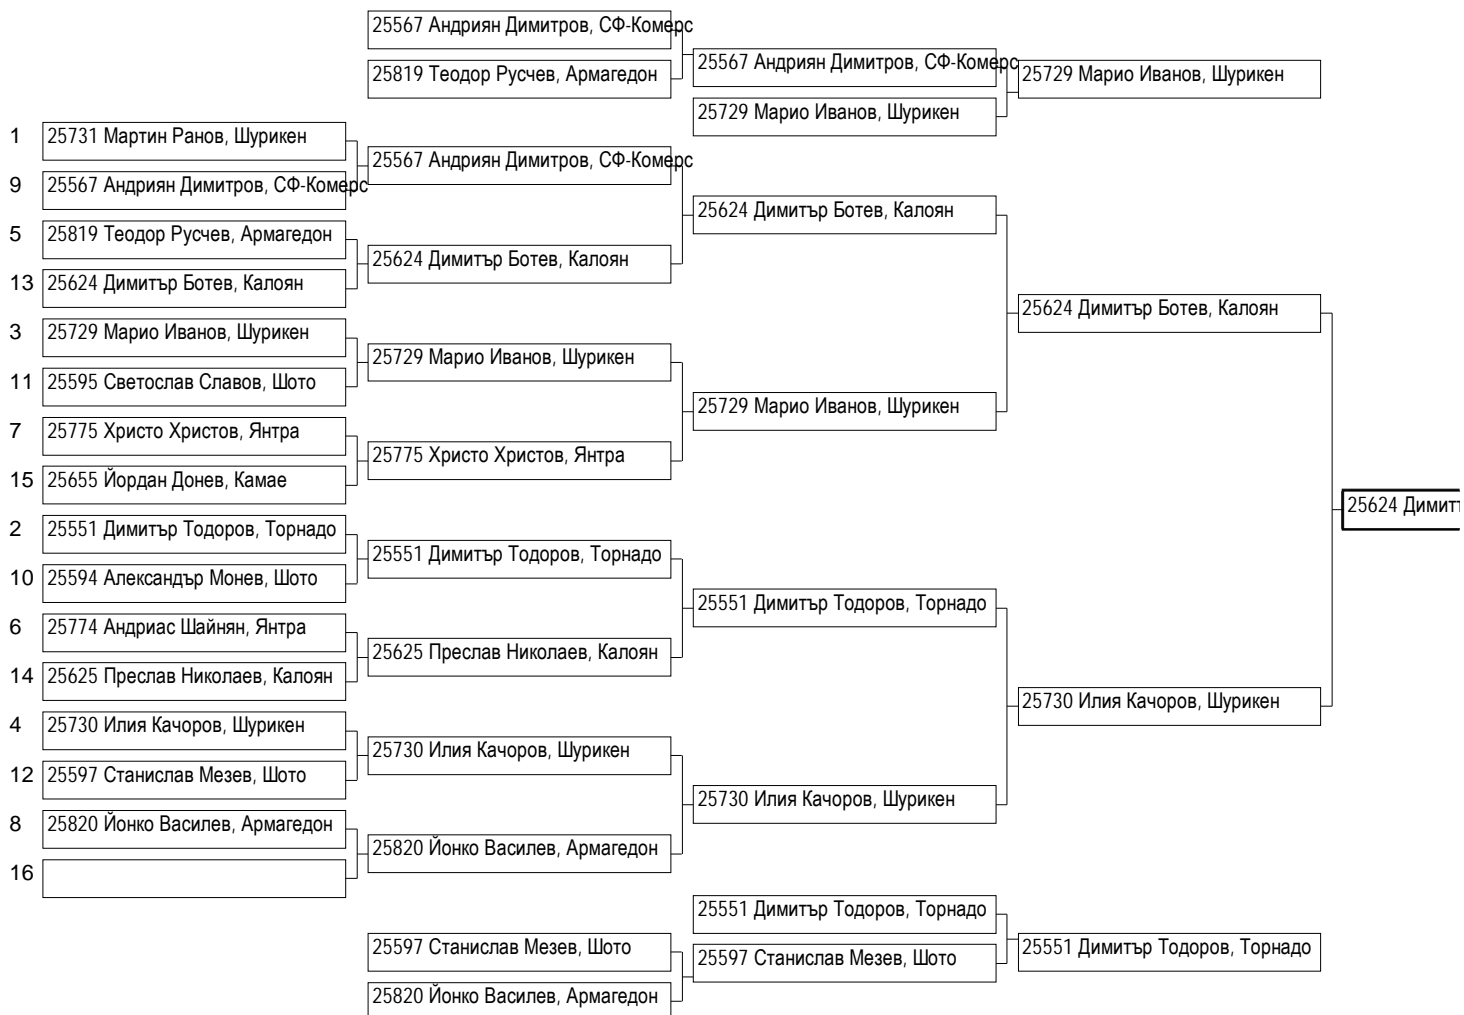 25567 Андриян Димитров, СФ-Комерс
25819 Теодор Русчев, Армагедон
25567 Андриян Димитров, СФ-Комерс
25729 Марио Иванов, Шурикен
25729 Марио Иванов, Шурикен
1 25731 Мартин Ранов, Шурикен
9 25567 Андриян Димитров, СФ-Комерс
5 25819 Теодор Русчев, Армагедон
13 25624 Димитър Ботев, Калоян
3 25729 Марио Иванов, Шурикен
11 25595 Светослав Славов, Шото
7 25775 Христо Христов, Янтра
15 25655 Йордан Донев, Камае
2 25551 Димитър Тодоров, Торнадо
10 25594 Александър Монев, Шото
6 25774 Андриас Шайнян, Янтра
14 25625 Преслав Николаев, Калоян
4 25730 Илия Качоров, Шурикен
12 25597 Станислав Мезев, Шото
8 25820 Йонко Василев, Армагедон
16
25567 Андриян Димитров, СФ-Комерс
25624 Димитър Ботев, Калоян
25729 Марио Иванов, Шурикен
25775 Христо Христов, Янтра
25551 Димитър Тодоров, Торнадо
25625 Преслав Николаев, Калоян
25730 Илия Качоров, Шурикен
25820 Йонко Василев, Армагедон
25624 Димитър Ботев, Калоян
25729 Марио Иванов, Шурикен
25551 Димитър Тодоров, Торнадо
25730 Илия Качоров, Шурикен
25624 Димитър Ботев, Калоян
25730 Илия Качоров, Шурикен
25624
25597 Станислав Мезев, Шото
25820 Йонко Василев, Армагедон
25551 Димитър Тодоров, Торнадо
25597 Станислав Мезев, Шото
25551 Димитър Тодоров, Торнадо